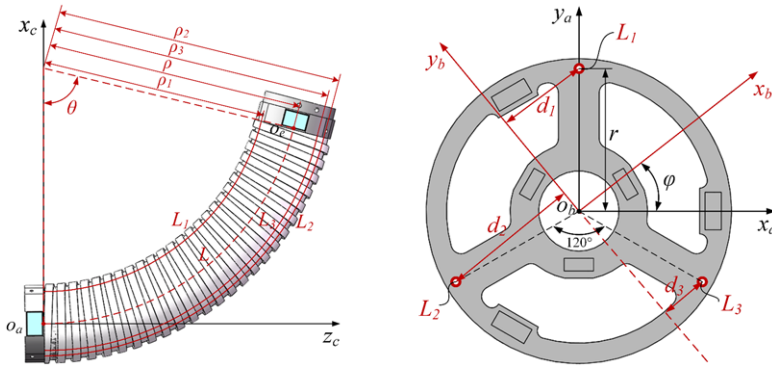 x_c
ρ_2
ρ_3
ρ
ρ_1
θ
o_e
L_1
L_3
L_2
L
o_a
z_c
y_a
L_1
y_b
x_b
d_1
r
φ
o_b
x_a
d_2
120°
d_3
L_2
L_3